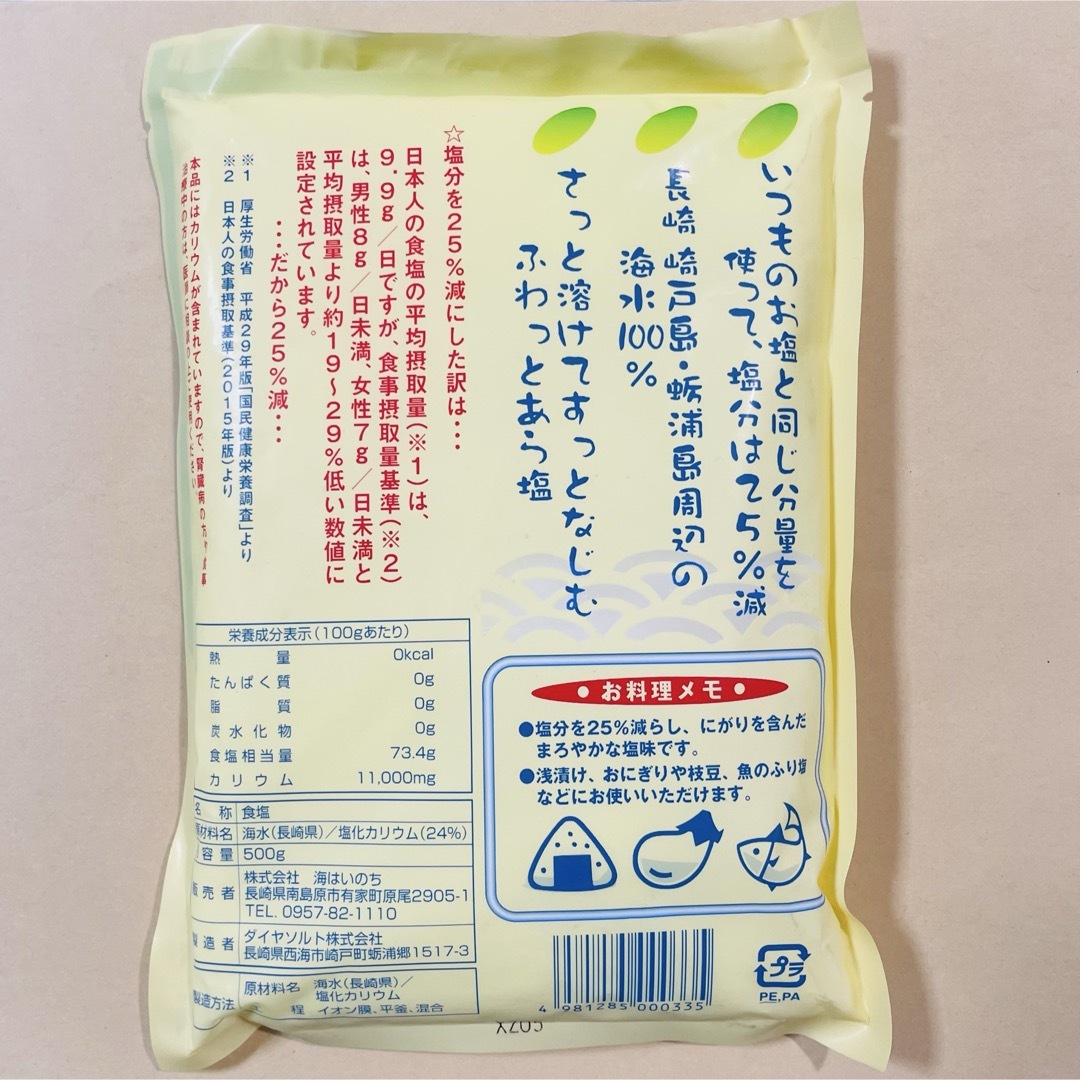 いつものお塩と同じ分量を
使って、塩分は25%減
長崎 崎戸島・蛎浦島周辺の
海水100%
さっと溶けてすっとなじむ
ふわっとあら塩
☆塩分を25%減にした訳は…
日本人の食塩の平均摂取量(※1)は、
9.9g/日ですが、食事摂取量基準(※2)
は、男性8g/日未満、女性7g/日未満と
平均摂取量より約19~29%低い数値に
設定されています。
…だから25%減…
※1 厚生労働省 平成29年版「国民健康栄養調査」より
※2 日本人の食事摂取基準(2015年版)より
本品にはカリウムが含まれていますので、腎臓病の方や食事
治療中の方は、医師に相談の上ご使用ください。
栄養成分表示(100gあたり)
熱量 0kcal
たんぱく質 0g
脂質 0g
炭水化物 0g
食塩相当量 73.4g
カリウム 11,000mg
名称 食塩
原材料名 海水(長崎県)/塩化カリウム(24%)
容量 500g
販売者 株式会社 海はいのち
長崎県南島原市有家町原尾2905-1
TEL. 0957-82-1110
製造者 ダイヤソルト株式会社
長崎県西海市崎戸町蛎浦郷1517-3
製造方法 原材料名 海水(長崎県)/
塩化カリウム
程 イオン膜、平釜、混合
●お料理メモ●
●塩分を25%減らし、にがりを含んだ
まろやかな塩味です。
●浅漬け、おにぎりや枝豆、魚のふり塩
などにお使いいただけます。
4 981285 000335
プラ
PE,PA